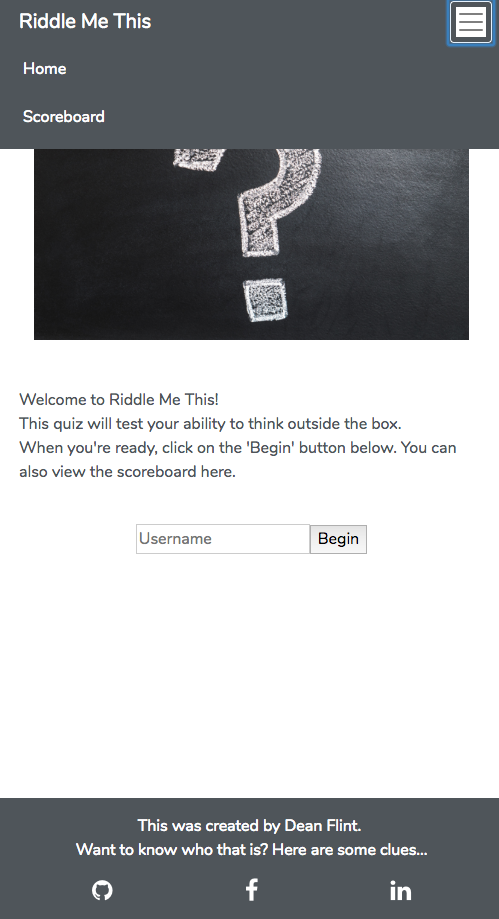 Riddle Me This
Home
Scoreboard
Welcome to Riddle Me This!
This quiz will test your ability to think outside the box.
When you're ready, click on the 'Begin' button below. You can
also view the scoreboard here.
Username Begin
This was created by Dean Flint.
Want to know who that is? Here are some clues...